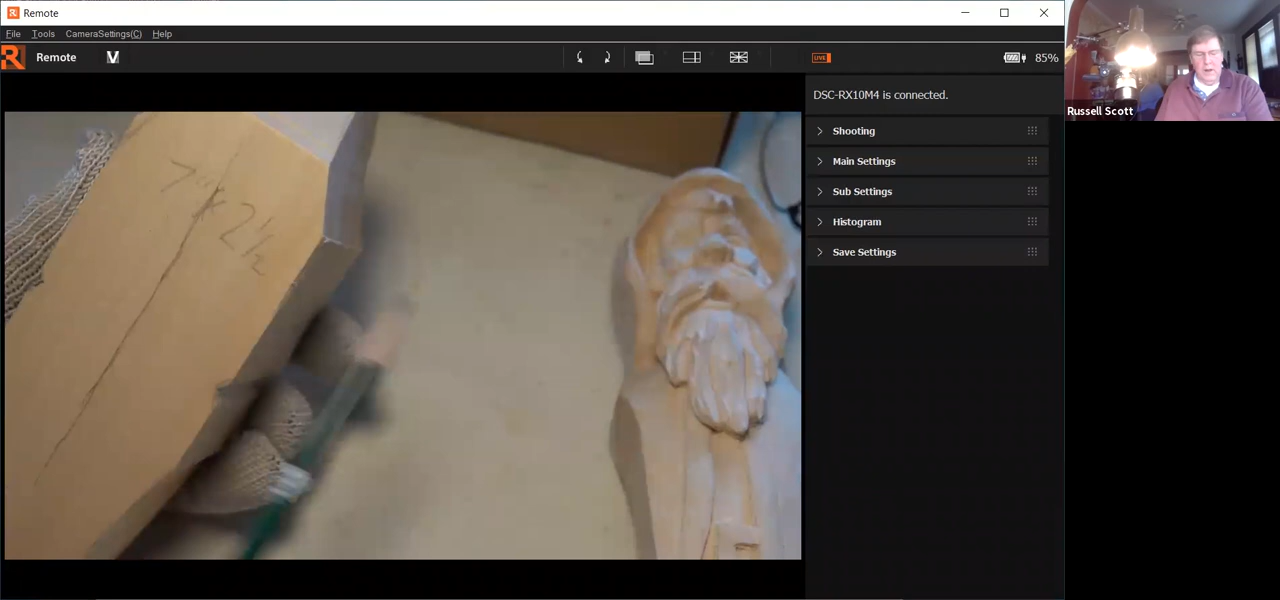 Remote
File Tools CameraSettings(C) Help
Remote
LIVE
85%
DSC-RX10M4 is connected.
Shooting
Main Settings
Sub Settings
Histogram
Save Settings
Russell Scott
7" x 2½